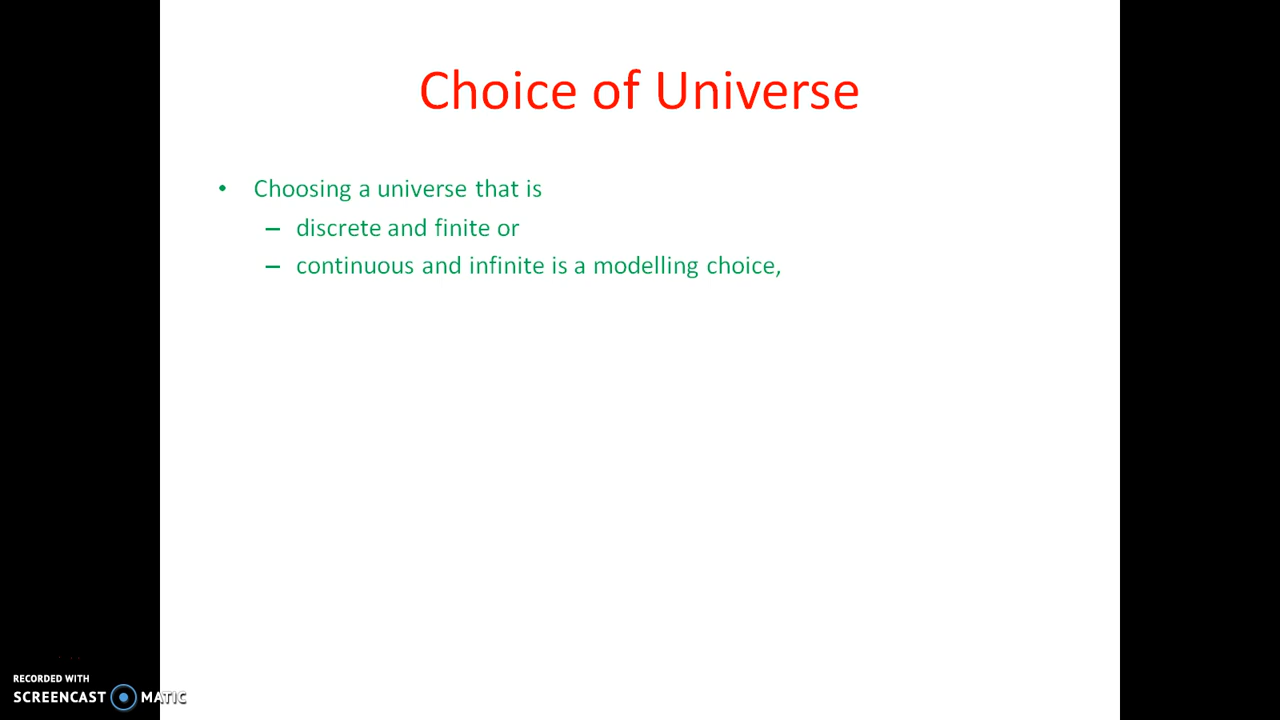 Choice of Universe
• Choosing a universe that is
– discrete and finite or
– continuous and infinite is a modelling choice,
RECORDED WITH
SCREENCAST MATIC